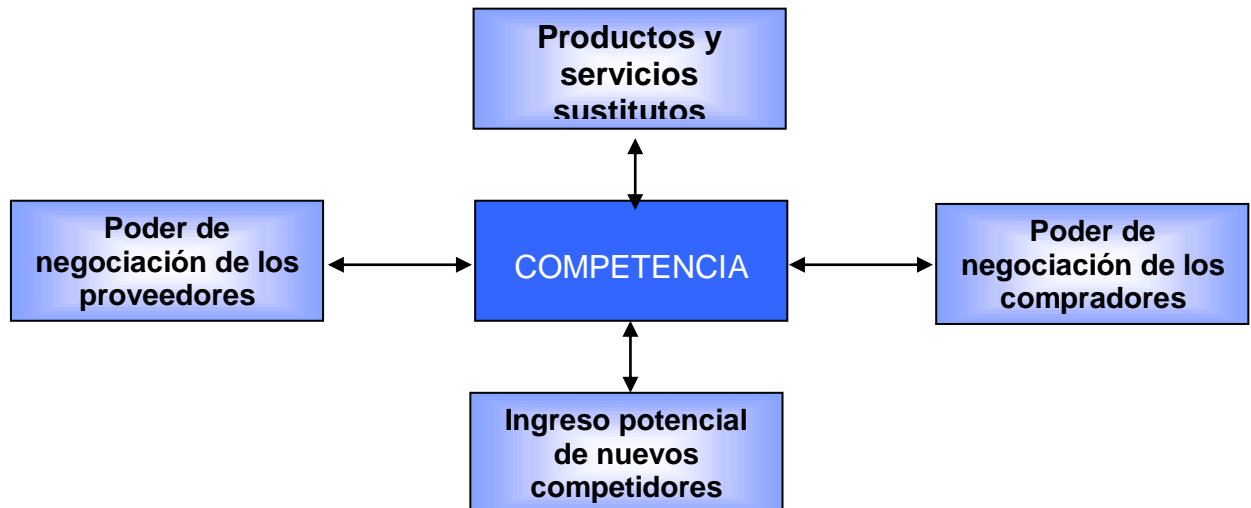 Productos y
servicios
sustitutos
Poder de
negociación de los
proveedores
COMPETENCIA
Poder de
negociación de los
compradores
Ingreso potencial
de nuevos
competidores